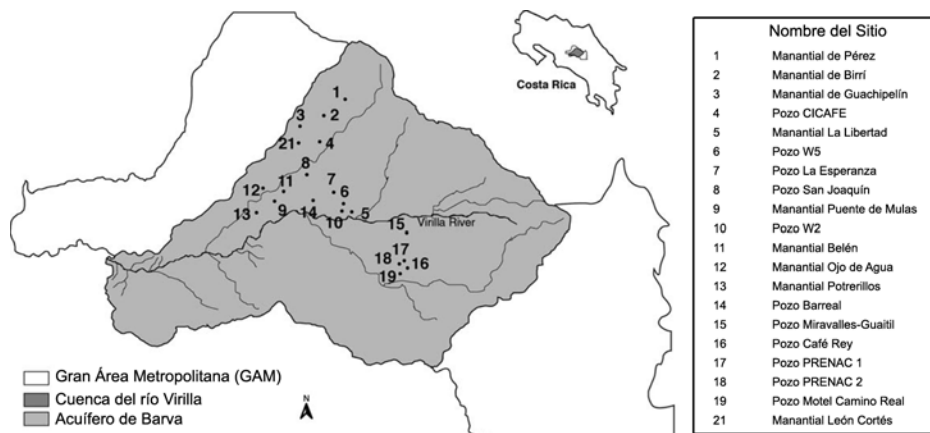 1
2
3
21
4
8
7
12
11
6
13
9
14
10
5
15
Virilla River
17
18
16
19
Costa Rica
Gran Área Metropolitana (GAM)
Cuenca del río Virilla
Acuífero de Barva
N
Nombre del Sitio
1 Manantial de Pérez
2 Manantial de Birrí
3 Manantial de Guachipelín
4 Pozo CICAFE
5 Manantial La Libertad
6 Pozo W5
7 Pozo La Esperanza
8 Pozo San Joaquín
9 Manantial Puente de Mulas
10 Pozo W2
11 Manantial Belén
12 Manantial Ojo de Agua
13 Manantial Potrerillos
14 Pozo Barreal
15 Pozo Miravalles-Guaitil
16 Pozo Café Rey
17 Pozo PRENAC 1
18 Pozo PRENAC 2
19 Pozo Motel Camino Real
21 Manantial León Cortés